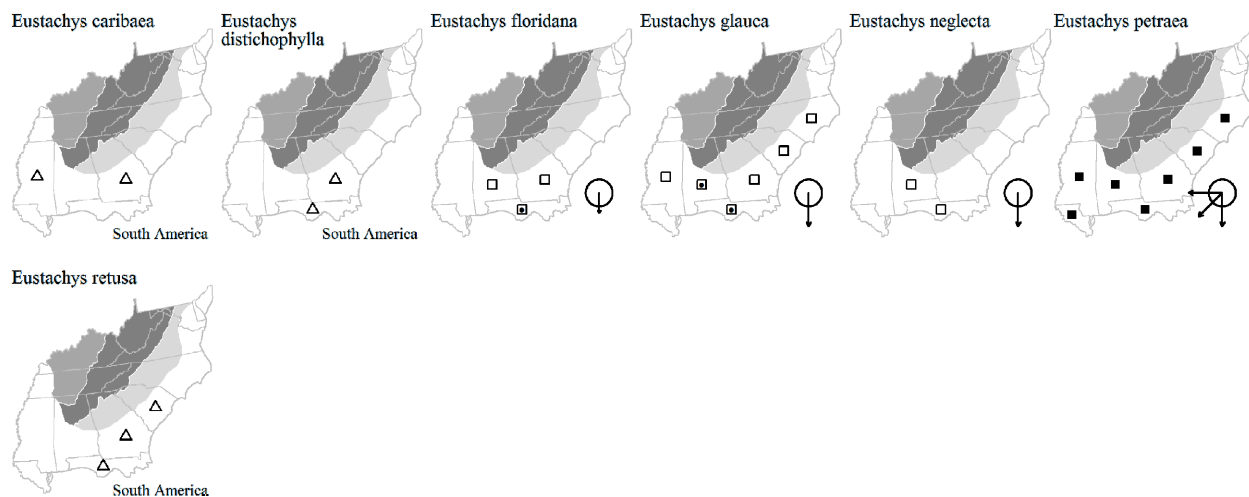 Eustachys caribaea
Eustachys
distichophylla
Eustachys floridana
Eustachys glauca
Eustachys neglecta
Eustachys petraea
South America
South America
Eustachys retusa
South America